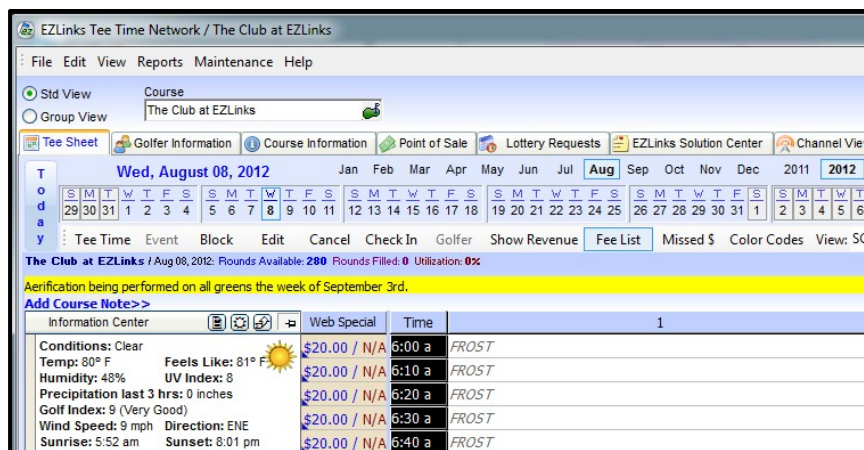 EZLinks Tee Time Network / The Club at EZLinks
File Edit View Reports Maintenance Help
Std View Course
Group View The Club at EZLinks
Tee Sheet Golfer Information Course Information Point of Sale Lottery Requests EZLinks Solution Center Channel View
Today
Wed, August 08, 2012 Jan Feb Mar Apr May Jun Jul Aug Sep Oct Nov Dec 2011 2012
S M T W T F S S M T W T F S S M T W T F S S M T W T F S S M T W T F S S M T W T
29 30 31 1 2 3 4 5 6 7 8 9 10 11 12 13 14 15 16 17 18 19 20 21 22 23 24 25 26 27 28 29 30 31 1 2 3 4 5 6
Tee Time Event Block Edit Cancel Check In Golfer Show Revenue Fee List Missed $ Color Codes View:
The Club at EZLinks / Aug 08, 2012: Rounds Available: 280 Rounds Filled: 0 Utilization: 0%
Aerification being performed on all greens the week of September 3rd.
Add Course Note>>
Information Center Web Special Time 1
Conditions: Clear $20.00 / N/A 6:00 a FROST
Temp: 80° F Feels Like: 81° F
Humidity: 48% UV Index: 8 $20.00 / N/A 6:10 a FROST
Precipitation last 3 hrs: 0 inches $20.00 / N/A 6:20 a FROST
Golf Index: 9 (Very Good)
Wind Speed: 9 mph Direction: ENE $20.00 / N/A 6:30 a FROST
Sunrise: 5:52 am Sunset: 8:01 pm $20.00 / N/A 6:40 a FROST